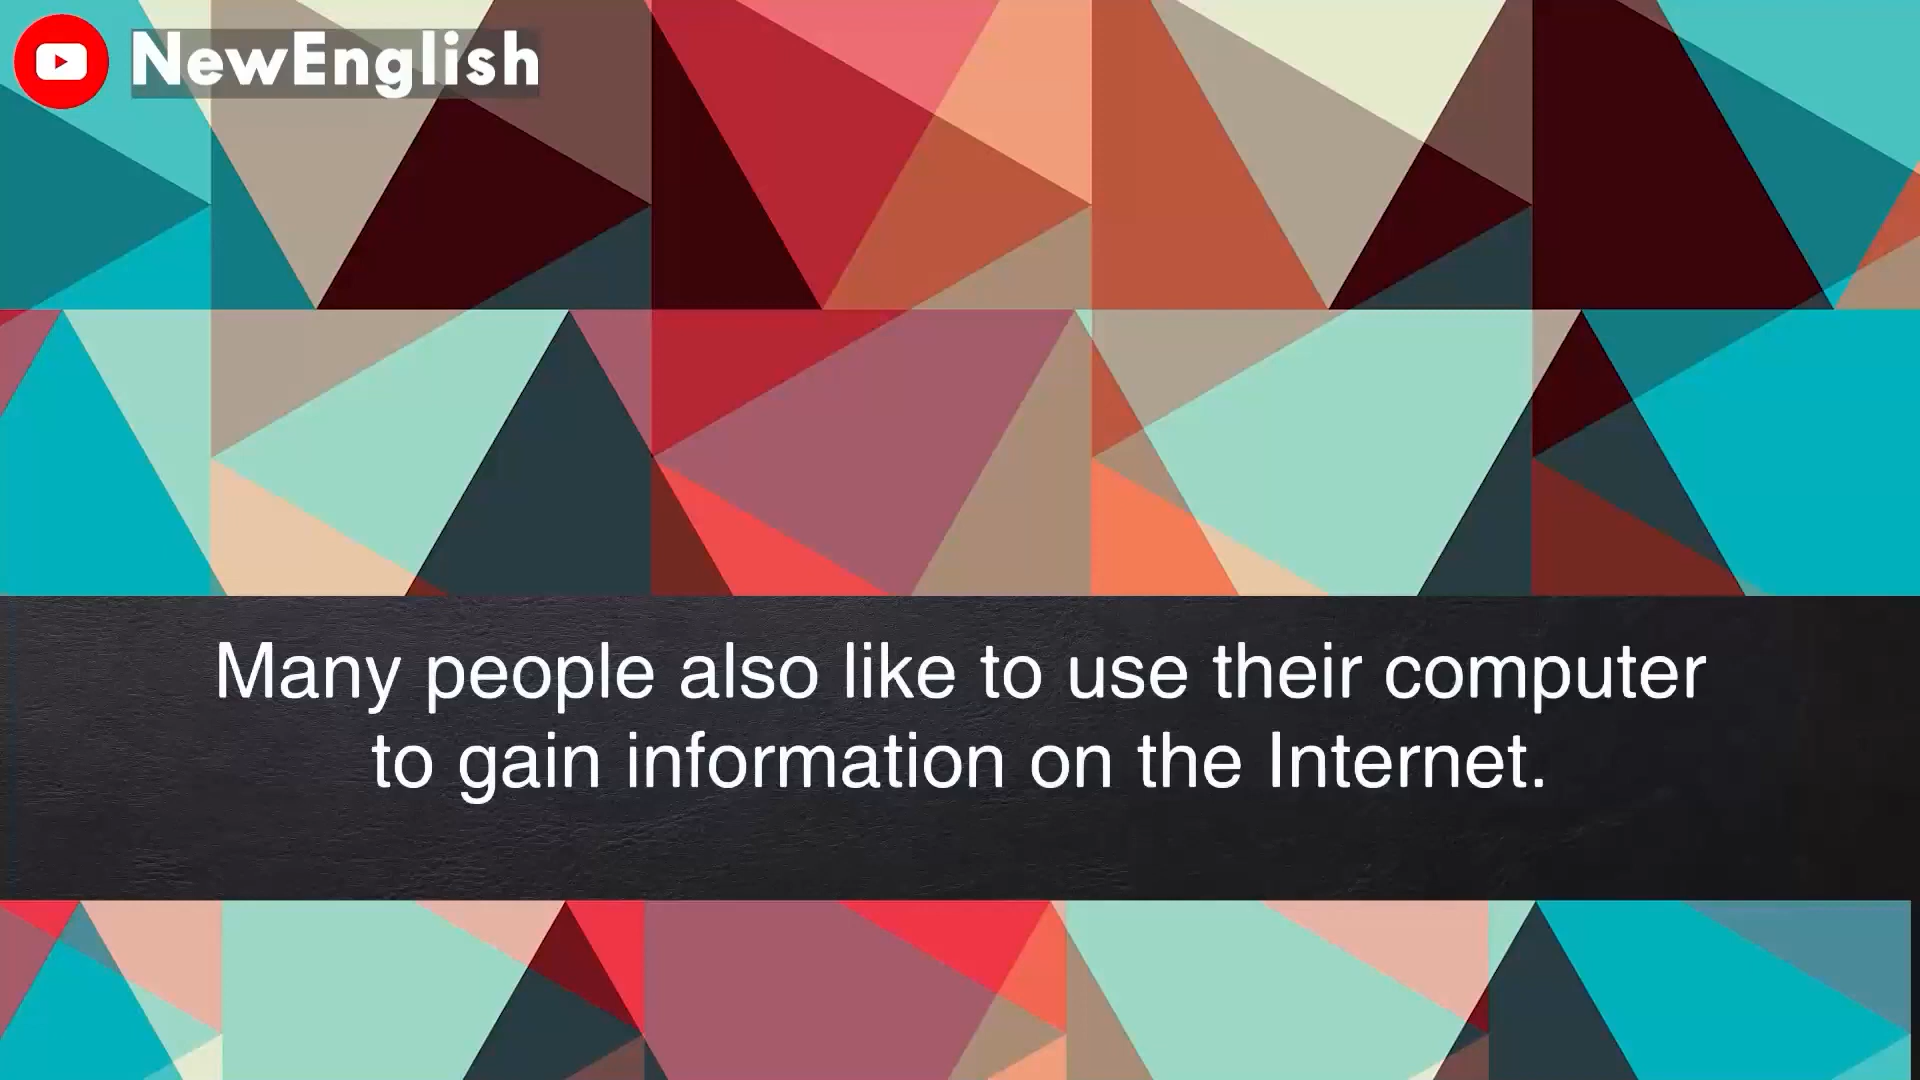 NewEnglish
Many people also like to use their computer
to gain information on the Internet.